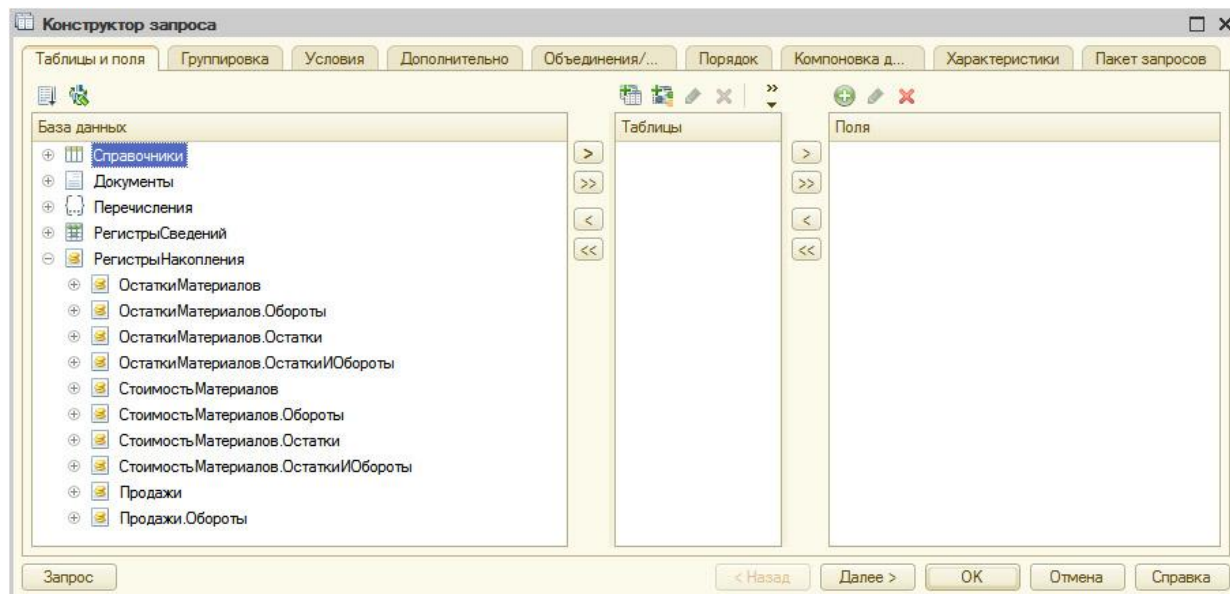 Конструктор запроса
Таблицы и поля Группировка Условия Дополнительно Объединения/... Порядок Компоновка д... Характеристики Пакет запросов
База данных Таблицы Поля
Справочники
Документы
Перечисления
РегистрыСведений
РегистрыНакопления
ОстаткиМатериалов
ОстаткиМатериалов.Обороты
ОстаткиМатериалов.Остатки
ОстаткиМатериалов.ОстаткиИОбороты
СтоимостьМатериалов
СтоимостьМатериалов.Обороты
СтоимостьМатериалов.Остатки
СтоимостьМатериалов.ОстаткиИОбороты
Продажи
Продажи.Обороты
> >
>> >>
< <
<< <<
Запрос < Назад Далее > OK Отмена Справка